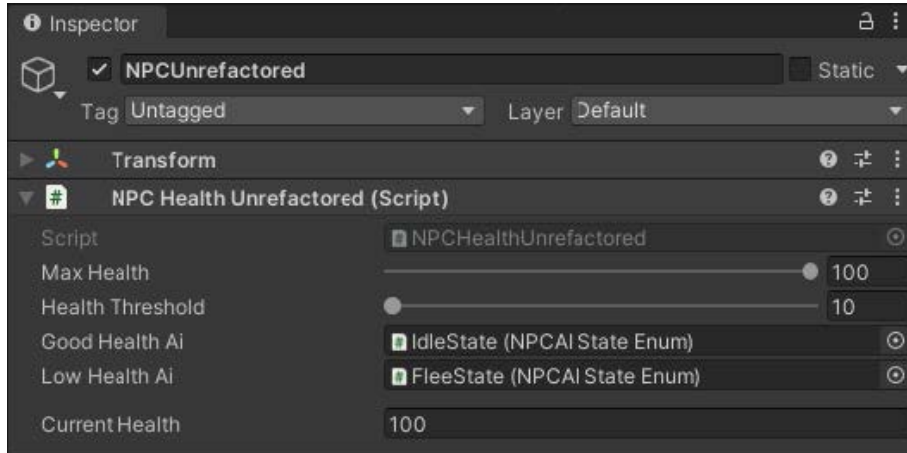 Inspector
NPCUnrefactored Static
Tag Untagged Layer Default
Transform
# NPC Health Unrefactored (Script)
Script NPCHealthUnrefactored
Max Health 100
Health Threshold 10
Good Health Ai IdleState (NPCAI State Enum)
Low Health Ai FleeState (NPCAI State Enum)
Current Health 100